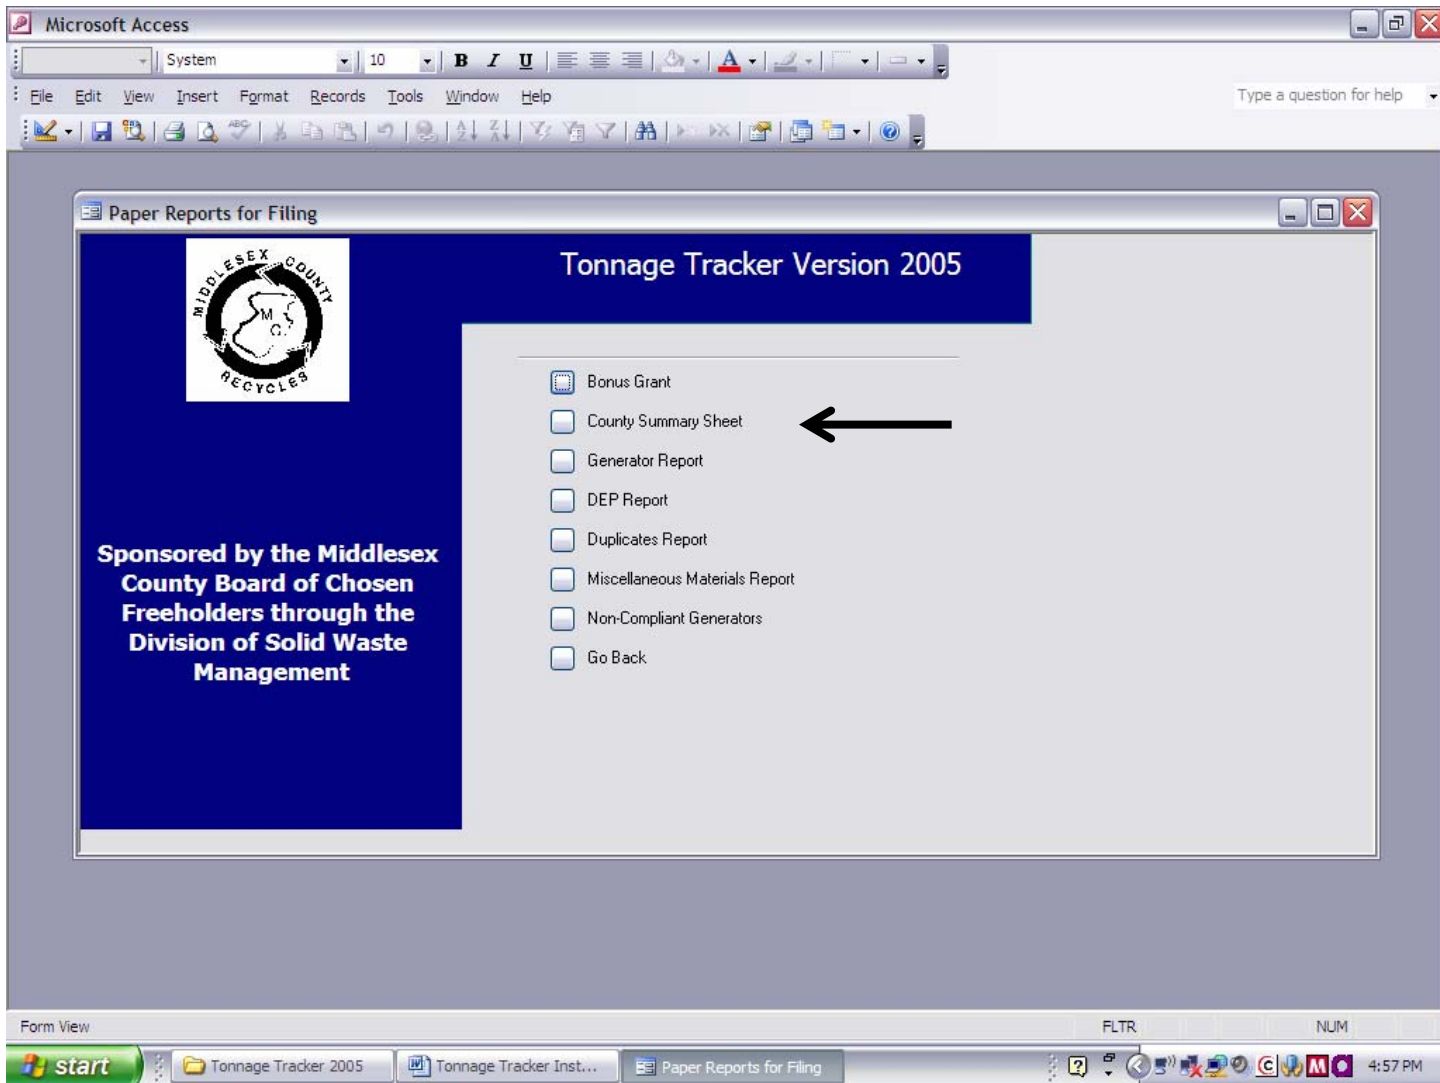 Microsoft Access
System 10 B I U A
File Edit View Insert Format Records Tools Window Help Type a question for help
Paper Reports for Filing
MIDDLESEX COUNTY
M
C.
RECYCLES
Tonnage Tracker Version 2005
Bonus Grant
County Summary Sheet
Generator Report
DEP Report
Duplicates Report
Miscellaneous Materials Report
Non-Compliant Generators
Go Back
Sponsored by the Middlesex
County Board of Chosen
Freeholders through the
Division of Solid Waste
Management
Form View FLTR NUM
start Tonnage Tracker 2005 Tonnage Tracker Inst... Paper Reports for Filing 4:57 PM